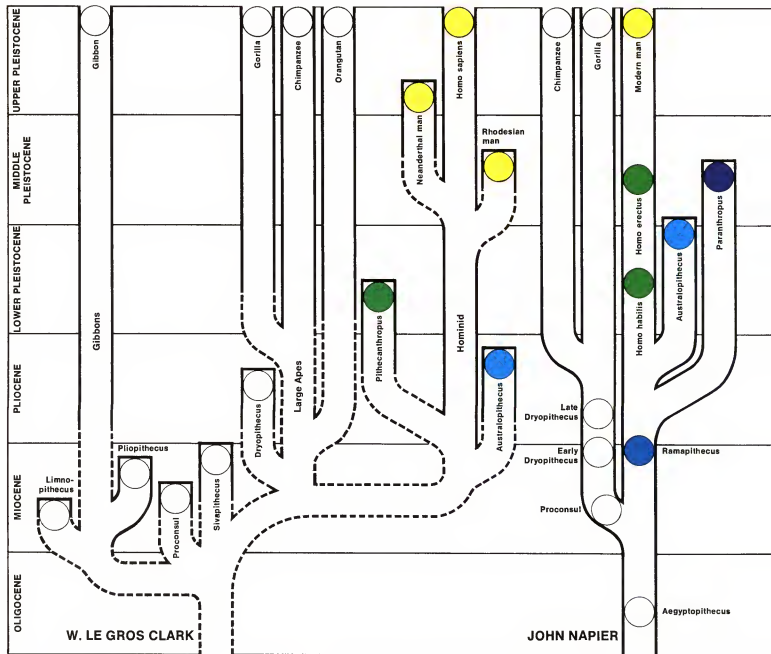 UPPER PLEISTOCENE
MIDDLE
PLEISTOCENE
LOWER PLEISTOCENE
PLIOCENE
MIOCENE
OLIGOCENE
Gibbon
Gorilla
Chimpanzee
Orangutan
Homo sapiens
Chimpanzee
Gorilla
Modern man
Neanderthal man
Rhodesian
man
Homo erectus
Paranthropus
Gibbons
Large Apes
Pithecanthropus
Hominid
Homo habilis
Australopithecus
Dryopithecus
Australopithecus
Late
Dryopithecus
Early
Dryopithecus
Ramapithecus
Limno-
pithecus
Pliopithecus
Proconsul
Sivapithecus
Proconsul
Aegyptopithecus
W. LE GROS CLARK
JOHN NAPIER